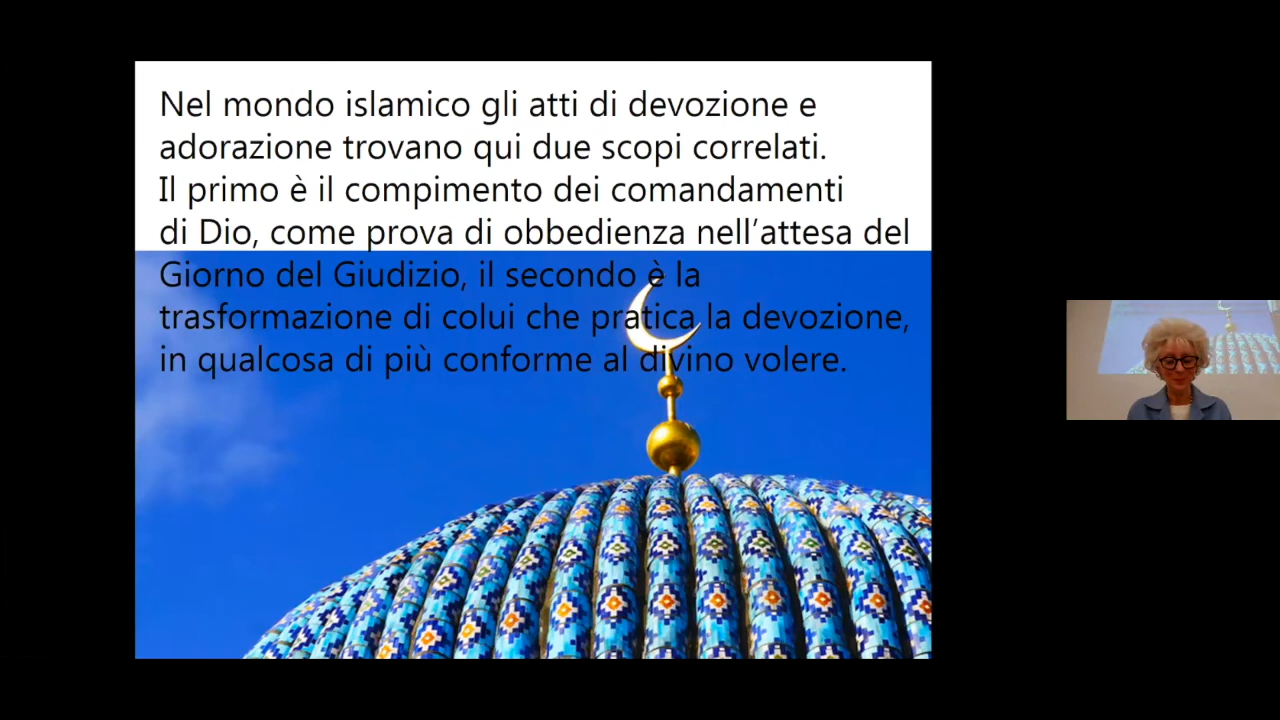 Nel mondo islamico gli atti di devozione e
adorazione trovano qui due scopi correlati.
Il primo è il compimento dei comandamenti
di Dio, come prova di obbedienza nell’attesa del
Giorno del Giudizio, il secondo è la
trasformazione di colui che pratica la devozione,
in qualcosa di più conforme al divino volere.